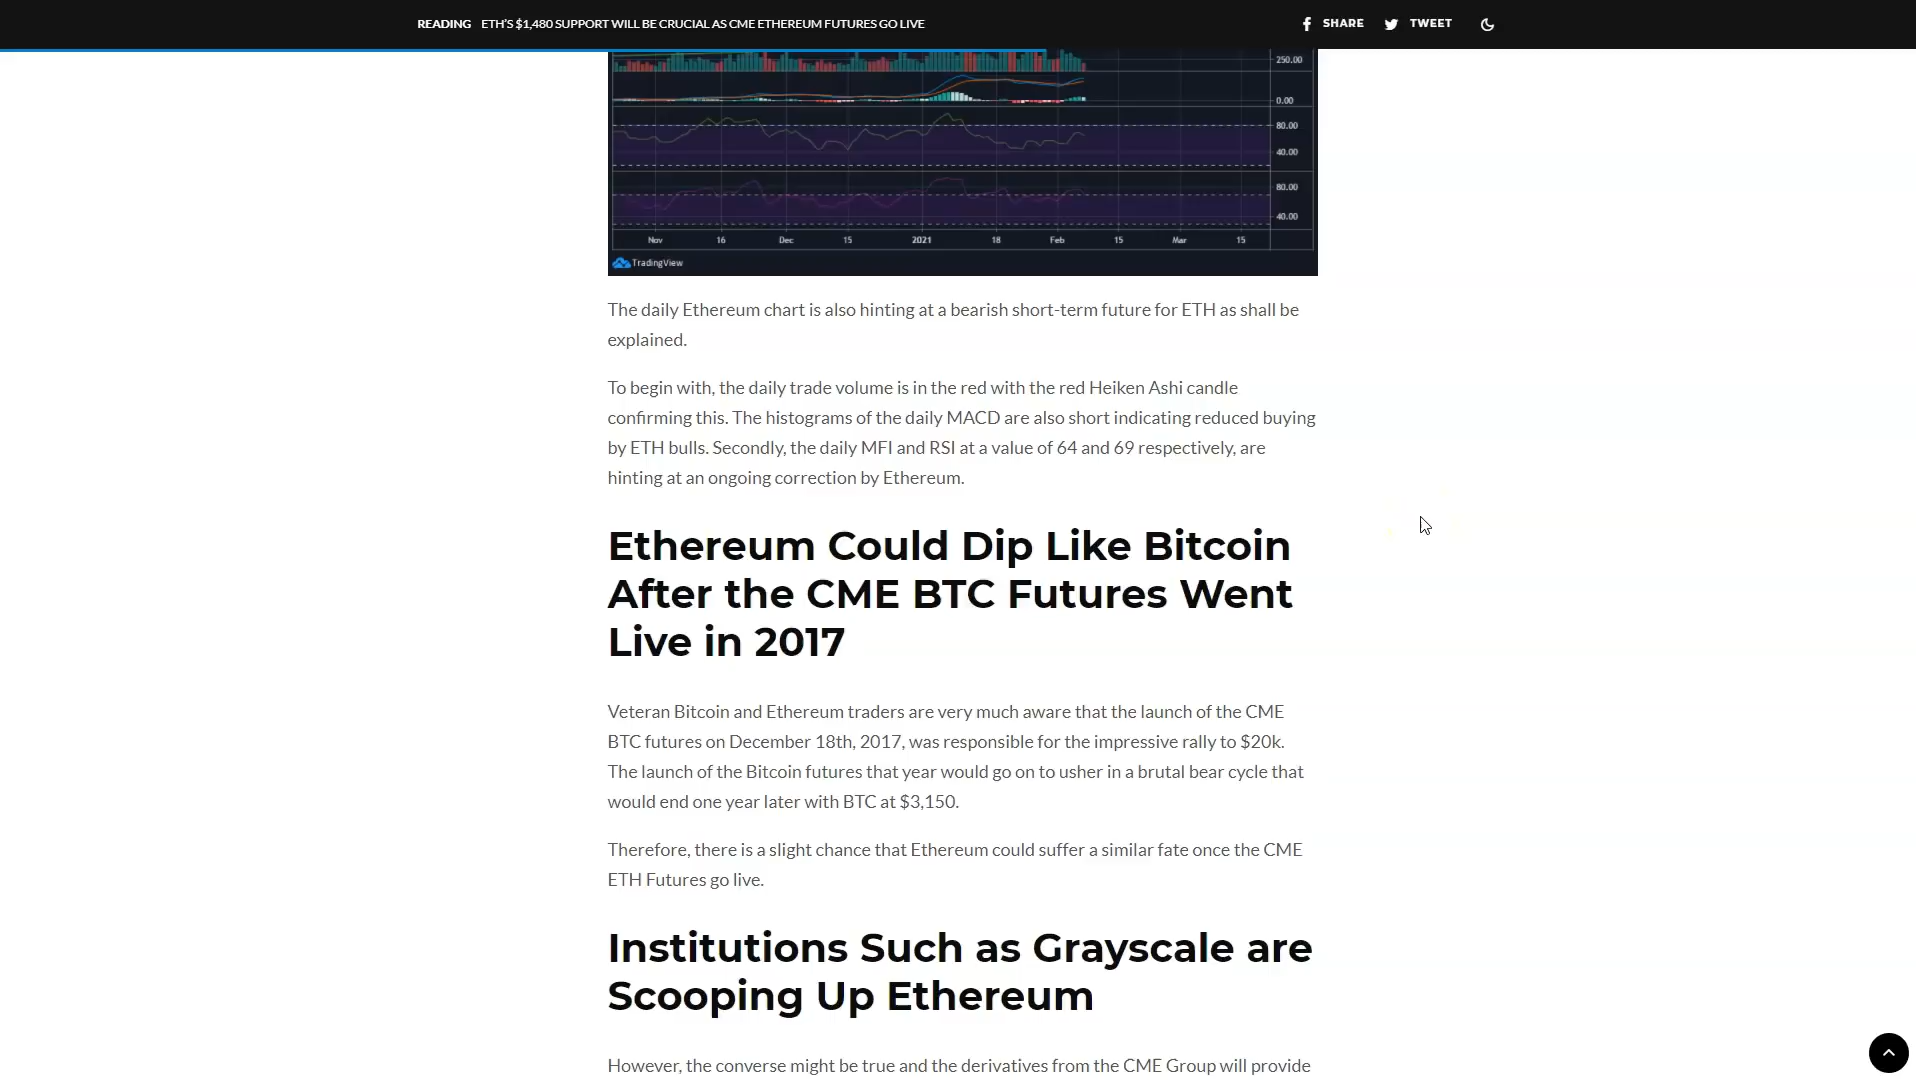 READING ETH'S $1,480 SUPPORT WILL BE CRUCIAL AS CME ETHEREUM FUTURES GO LIVE SHARE TWEET
250.00
0.00
80.00
40.00
80.00
40.00
Nov 16 Dec 15 2021 18 Feb 15 Mar 15
TradingView
The daily Ethereum chart is also hinting at a bearish short-term future for ETH as shall be
explained.
To begin with, the daily trade volume is in the red with the red Heiken Ashi candle
confirming this. The histograms of the daily MACD are also short indicating reduced buying
by ETH bulls. Secondly, the daily MFI and RSI at a value of 64 and 69 respectively, are
hinting at an ongoing correction by Ethereum.
Ethereum Could Dip Like Bitcoin
After the CME BTC Futures Went
Live in 2017
Veteran Bitcoin and Ethereum traders are very much aware that the launch of the CME
BTC futures on December 18th, 2017, was responsible for the impressive rally to $20k.
The launch of the Bitcoin futures that year would go on to usher in a brutal bear cycle that
would end one year later with BTC at $3,150.
Therefore, there is a slight chance that Ethereum could suffer a similar fate once the CME
ETH Futures go live.
Institutions Such as Grayscale are
Scooping Up Ethereum
However, the converse might be true and the derivatives from the CME Group will provide